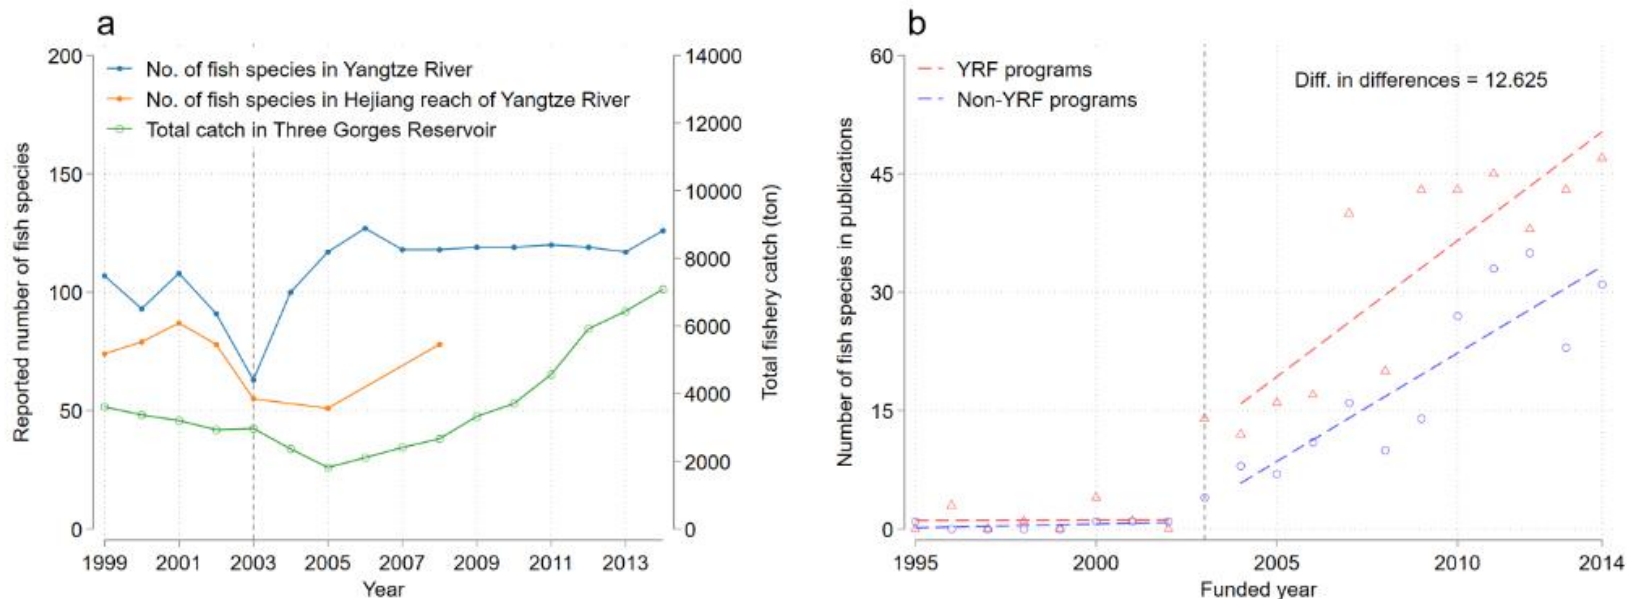 a
200
150
100
50
0
Reported number of fish species
No. of fish species in Yangtze River
No. of fish species in Hejiang reach of Yangtze River
Total catch in Three Gorges Reservoir
14000
12000
10000
8000
6000
4000
2000
0
Total fishery catch (ton)
1999 2001 2003 2005 2007 2009 2011 2013
Year
b
60
45
30
15
0
Number of fish species in publications
YRF programs
Non-YRF programs
Diff. in differences = 12.625
1995 2000 2005 2010 2014
Funded year